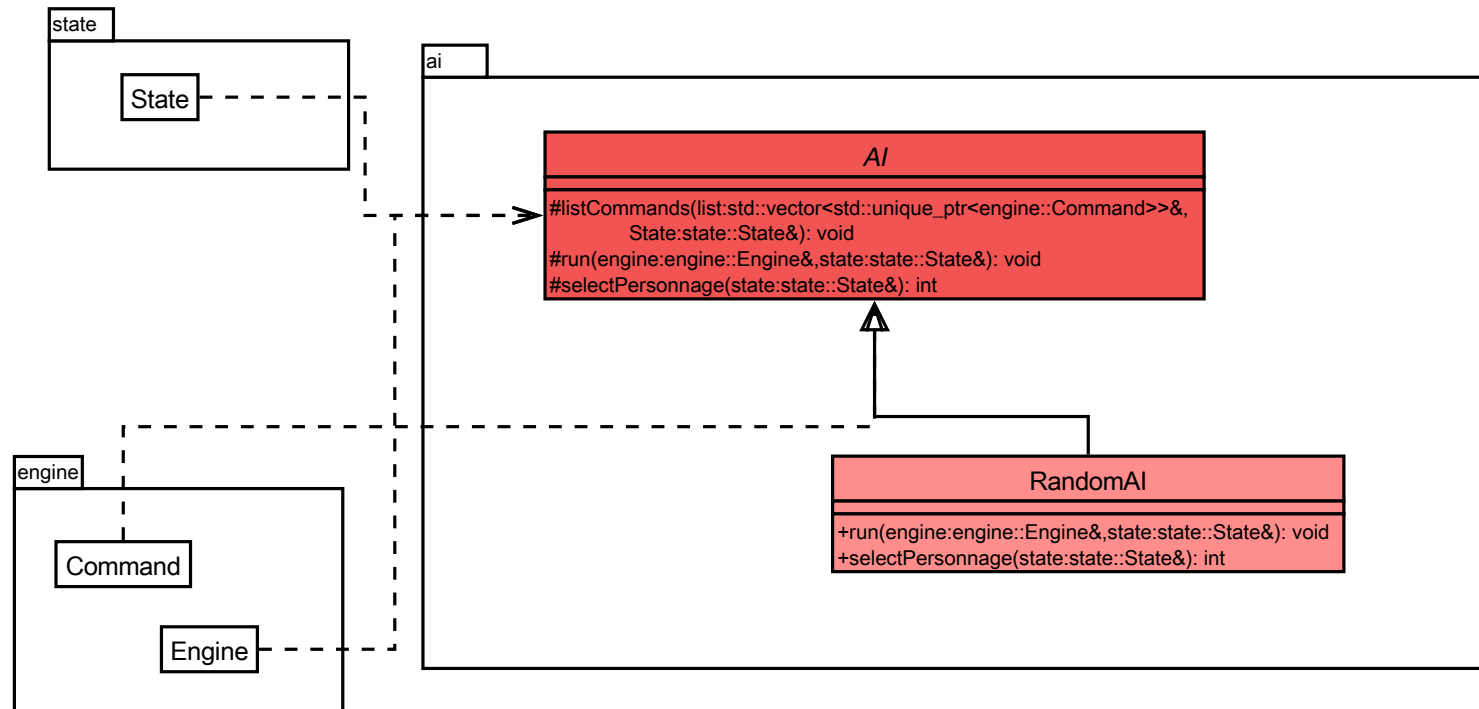 state
State
ai
AI
#listCommands(list:std::vector<std::unique_ptr<engine::Command>>&,
State:state::State&): void
#run(engine:engine::Engine&,state:state::State&): void
#selectPersonnage(state:state::State&): int
engine
Command
Engine
RandomAI
+run(engine:engine::Engine&,state:state::State&): void
+selectPersonnage(state:state::State&): int